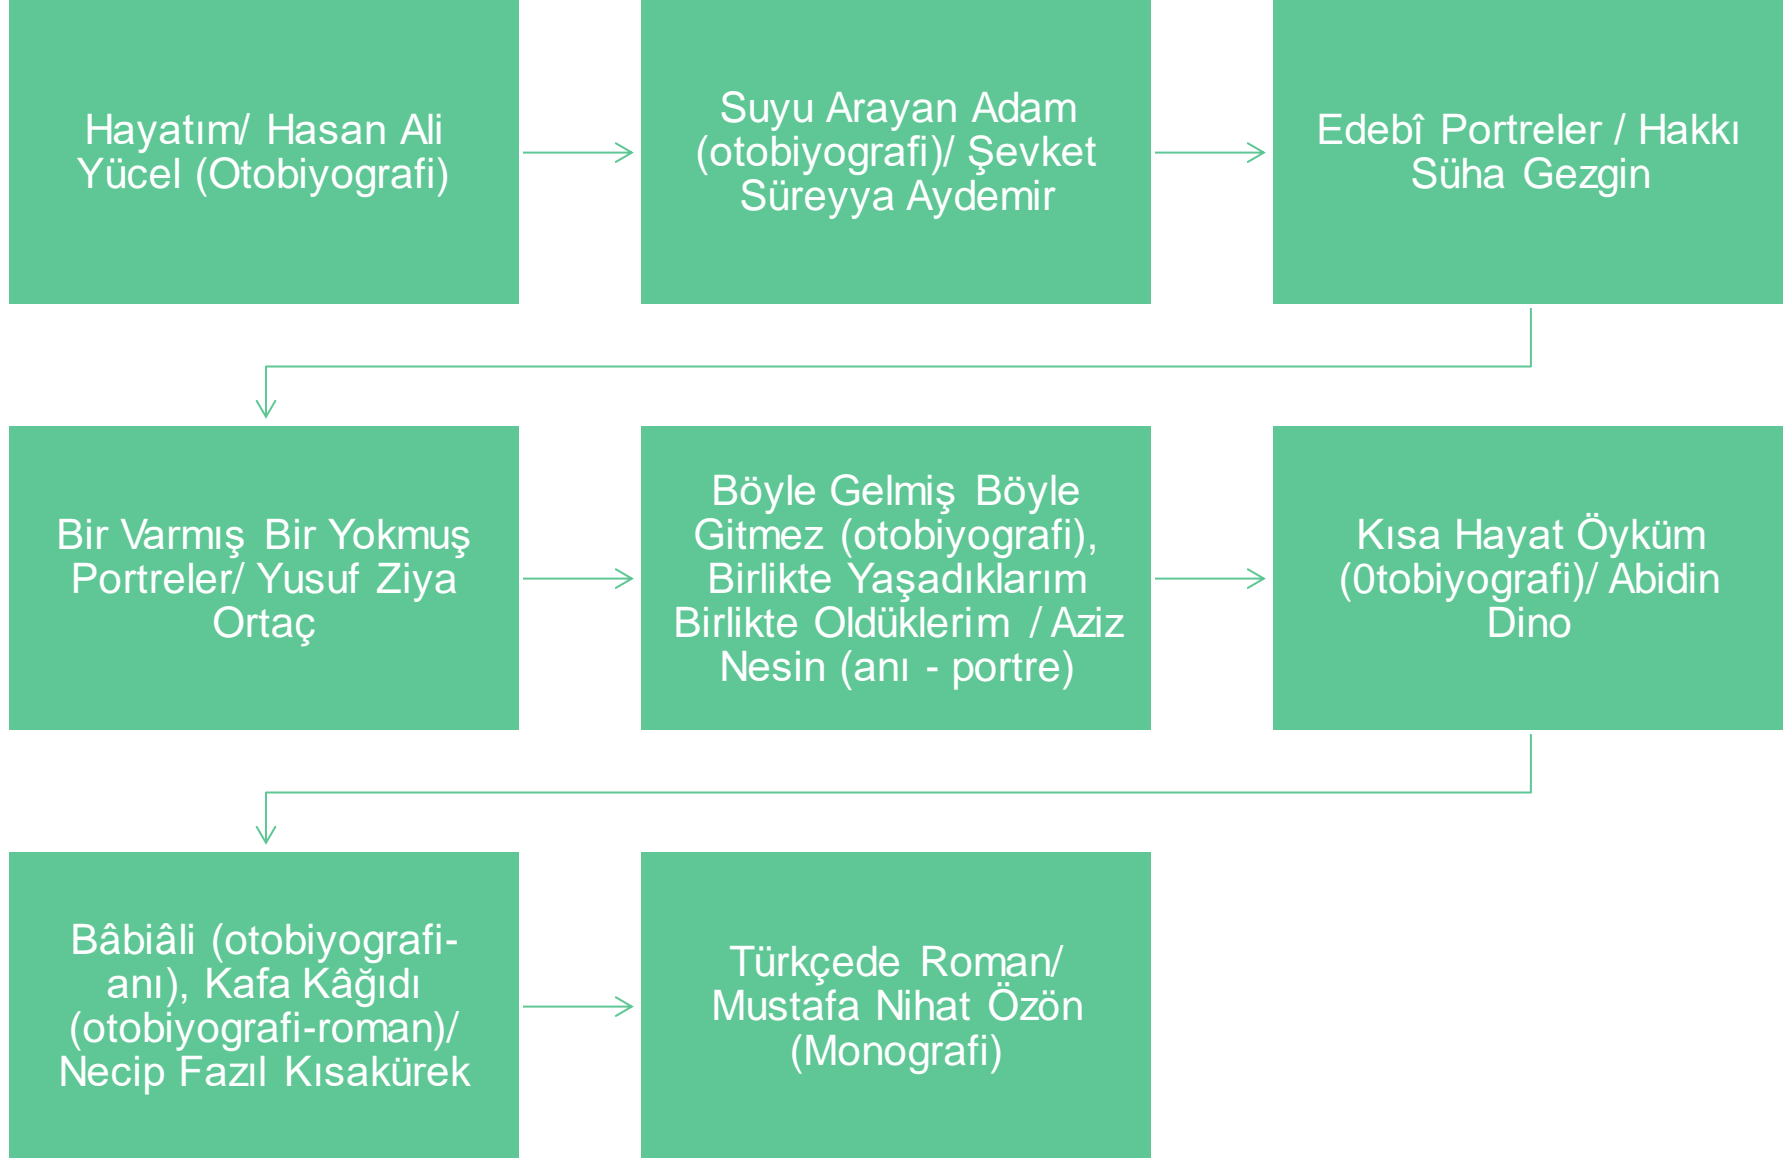 Hayatım/ Hasan Ali
Yücel (Otobiyografi)
Suyu Arayan Adam
(otobiyografi)/ Şevket
Süreyya Aydemir
Edebî Portreler / Hakkı
Süha Gezgin
Bir Varmış Bir Yokmuş
Portreler/ Yusuf Ziya
Ortaç
Böyle Gelmiş Böyle
Gitmez (otobiyografi),
Birlikte Yaşadıklarım
Birlikte Oldüklerim / Aziz
Nesin (anı - portre)
Kısa Hayat Öyküm
(0tobiyografi)/ Abidin
Dino
Bâbiâli (otobiyografi-
anı), Kafa Kâğıdı
(otobiyografi-roman)/
Necip Fazıl Kısakürek
Türkçede Roman/
Mustafa Nihat Özön
(Monografi)